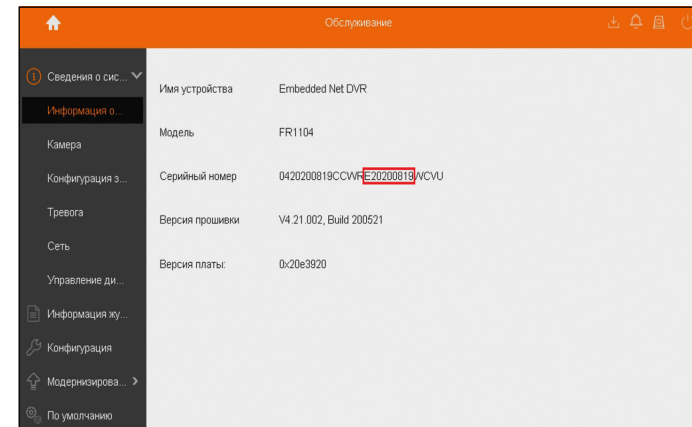 Обслуживание
Сведения о сис...
Информация о...
Камера
Конфигурация з...
Тревога
Сеть
Управление ди...
Информация жу...
Конфигурация
Модернизирова...
По умолчанию
Имя устройства Embedded Net DVR
Модель FR1104
Серийный номер 0420200819CCWRE20200819WCVU
Версия прошивки V4.21.002, Build 200521
Версия платы: 0x20e3920